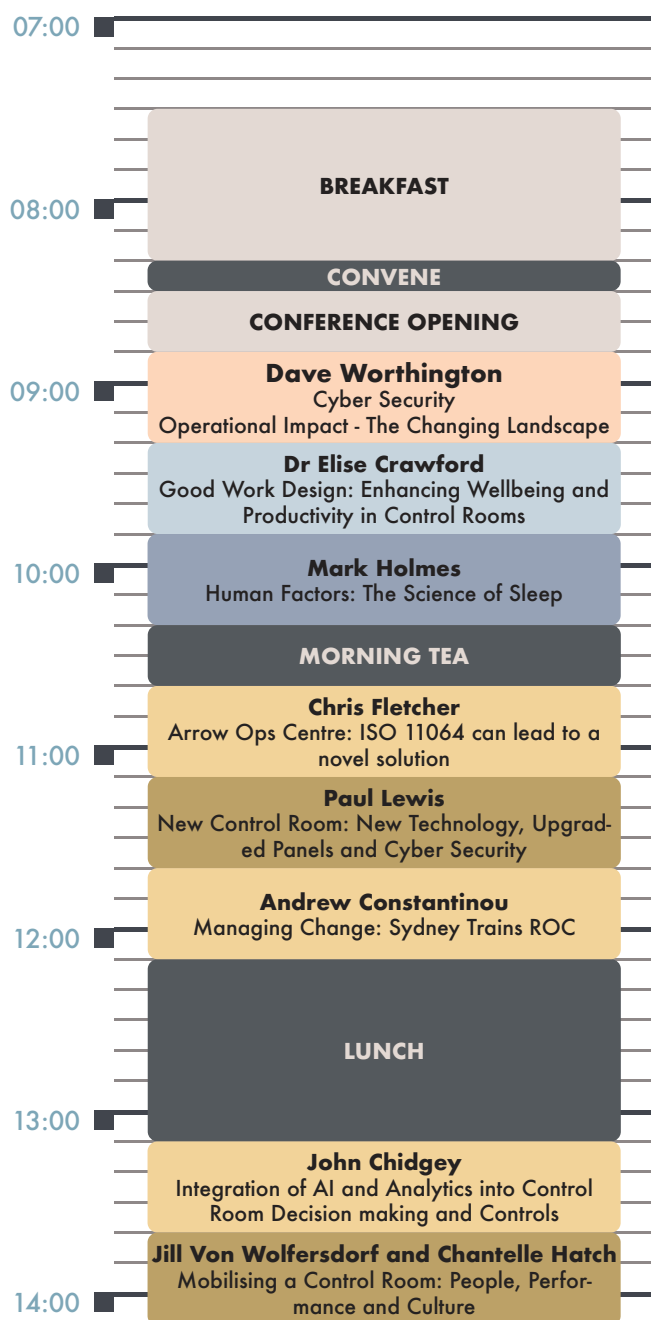 07:00
BREAKFAST
08:00
CONVENE
CONFERENCE OPENING
Dave Worthington
09:00
Cyber Security
Operational Impact - The Changing Landscape
Dr Elise Crawford
Good Work Design: Enhancing Wellbeing and
Productivity in Control Rooms
Mark Holmes
10:00
Human Factors: The Science of Sleep
MORNING TEA
Chris Fletcher
Arrow Ops Centre: ISO 11064 can lead to a
11:00
novel solution
Paul Lewis
New Control Room: New Technology, Upgrad-
ed Panels and Cyber Security
Andrew Constantinou
Managing Change: Sydney Trains ROC
12:00
LUNCH
13:00
John Chidgey
Integration of AI and Analytics into Control
Room Decision making and Controls
Jill Von Wolfersdorf and Chantelle Hatch
Mobilising a Control Room: People, Perfor-
14:00
mance and Culture